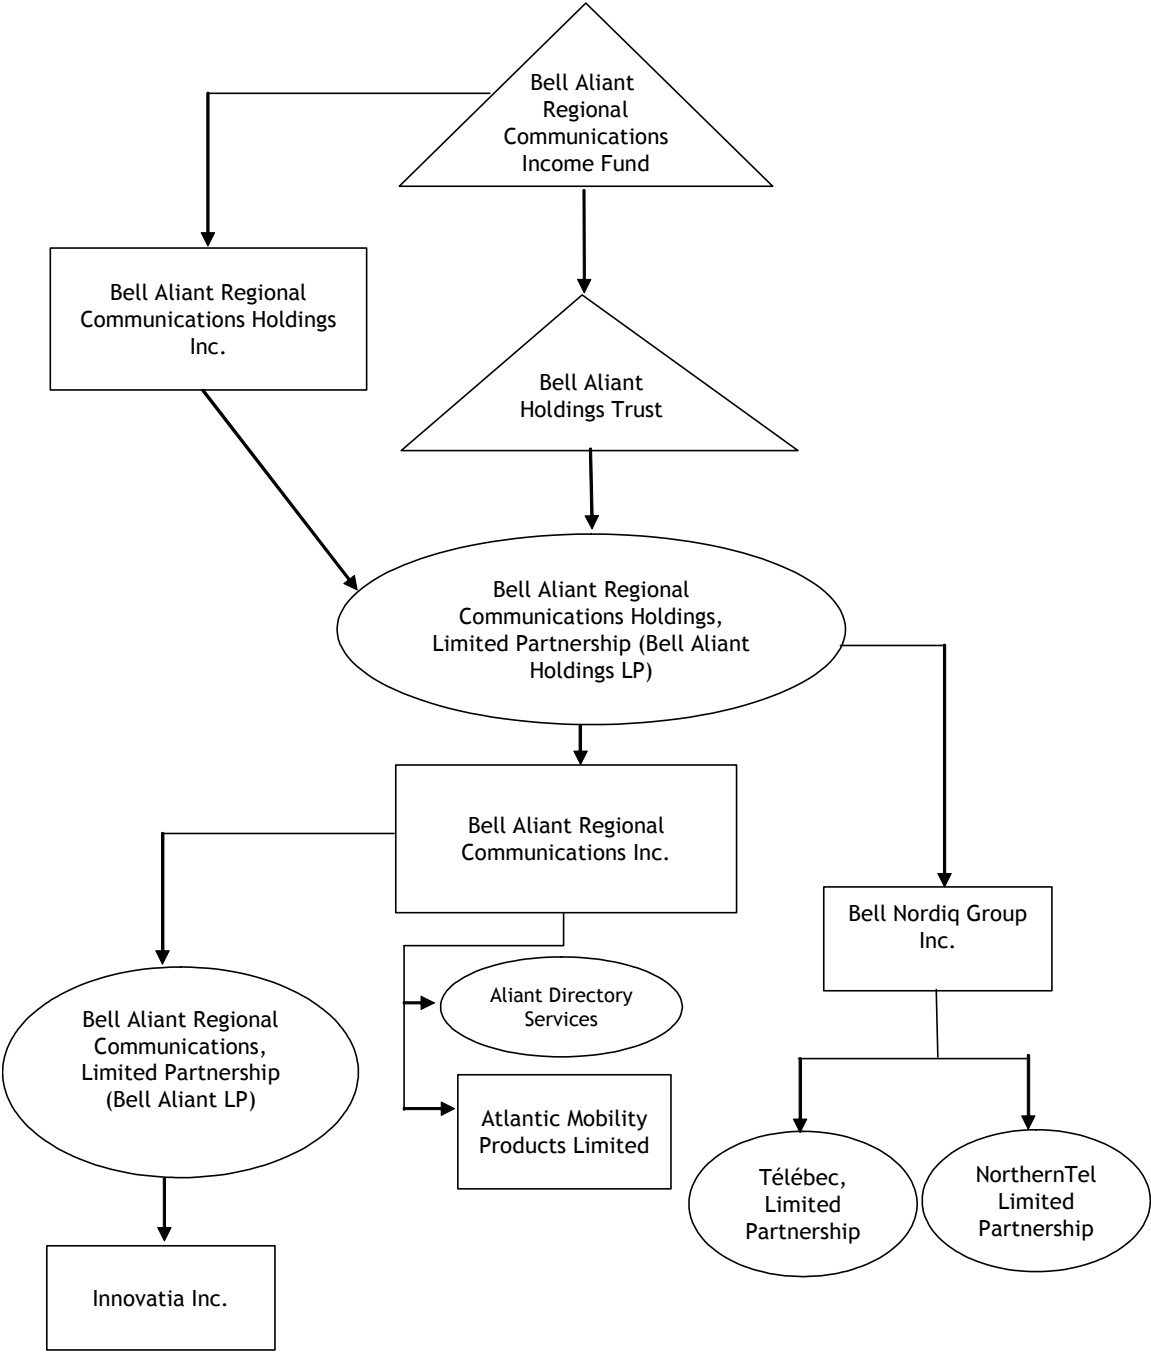 Bell Aliant
Regional
Communications
Income Fund
Bell Aliant Regional
Communications Holdings
Inc.
Bell Aliant
Holdings Trust
Bell Aliant Regional
Communications Holdings,
Limited Partnership (Bell Aliant
Holdings LP)
Bell Aliant Regional
Communications Inc.
Bell Nordiq Group
Inc.
Aliant Directory
Services
Bell Aliant Regional
Communications,
Limited Partnership
(Bell Aliant LP)
Atlantic Mobility
Products Limited
Télébec,
Limited
Partnership
NorthernTel
Limited
Partnership
Innovatia Inc.